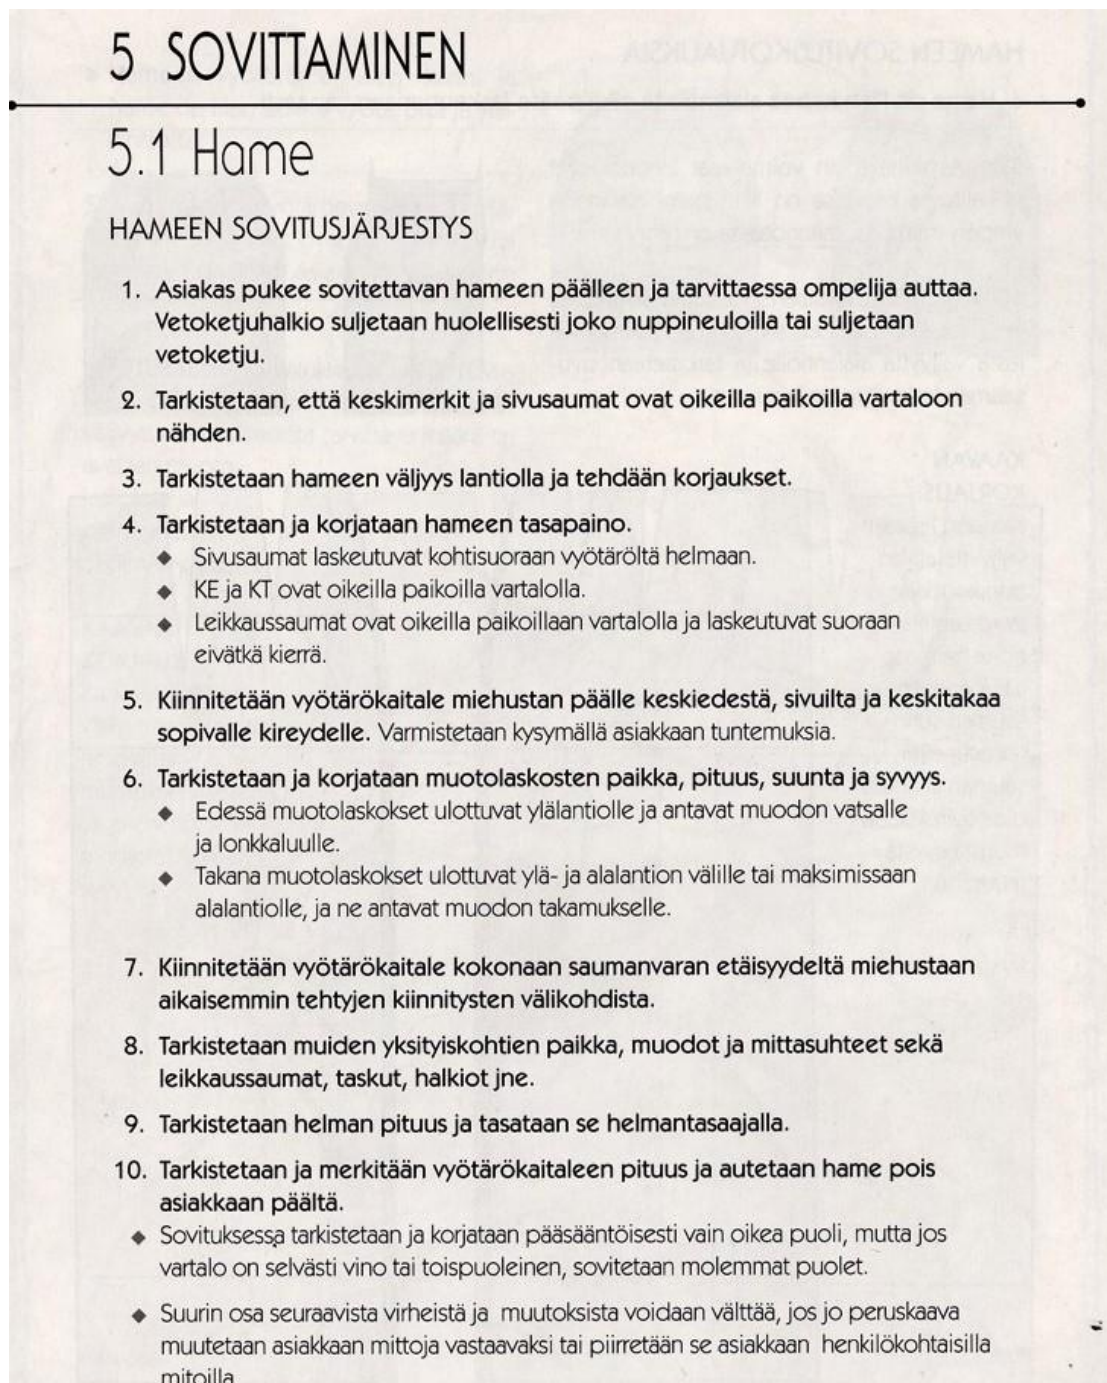 5 SOVITTAMINEN
5.1 Hame
HAMEEN SOVITUSJÄRJESTYS
1. Asiakas pukee sovitettavan hameen päälleen ja tarvittaessa ompelija auttaa.
Vetoketjuhalkio suljetaan huolellisesti joko nuppineuloilla tai suljetaan
vetoketju.
2. Tarkistetaan, että keskimerkit ja sivusaumat ovat oikeilla paikoilla vartaloon
nähden.
3. Tarkistetaan hameen väljyys lantiolla ja tehdään korjaukset.
4. Tarkistetaan ja korjataan hameen tasapaino.
◆ Sivusaumat laskeutuvat kohtisuoraan vyötäröltä helmaan.
◆ KE ja KT ovat oikeilla paikoilla vartalolla.
◆ Leikkaussaumat ovat oikeilla paikoillaan vartalolla ja laskeutuvat suoraan
eivätkä kierrä.
5. Kiinnitetään vyötärökaitale miehustan päälle keskiedestä, sivuilta ja keskitakaa
sopivalle kireydelle. Varmistetaan kysymällä asiakkaan tuntemuksia.
6. Tarkistetaan ja korjataan muotolaskosten paikka, pituus, suunta ja syvyys.
◆ Edessä muotolaskokset ulottuvat ylälantiolle ja antavat muodon vatsalle
ja lonkkaluulle.
◆ Takana muotolaskokset ulottuvat ylä- ja alalantion välille tai maksimissaan
alalantiolle, ja ne antavat muodon takamukselle.
7. Kiinnitetään vyötärökaitale kokonaan saumanvaran etäisyydeltä miehustaan
aikaisemmin tehtyjen kiinnitysten välikohdista.
8. Tarkistetaan muiden yksityiskohtien paikka, muodot ja mittasuhteet sekä
leikkaussaumat, taskut, halkiot jne.
9. Tarkistetaan helman pituus ja tasataan se helmantasaajalla.
10. Tarkistetaan ja merkitään vyötärökaitaleen pituus ja autetaan hame pois
asiakkaan päältä.
◆ Sovituksessa tarkistetaan ja korjataan pääsääntöisesti vain oikea puoli, mutta jos
vartalo on selvästi vino tai toispuoleinen, sovitetaan molemmat puolet.
◆ Suurin osa seuraavista virheistä ja muutoksista voidaan välttää, jos jo peruskaava
muutetaan asiakkaan mittoja vastaavaksi tai piirretään se asiakkaan henkilökohtaisilla
mitoilla